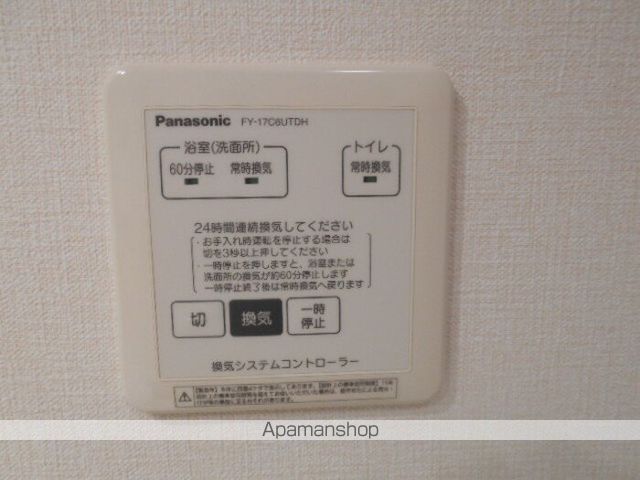 Panasonic FY-17C6UTDH
浴室(洗面所)
トイレ
60分停止 常時換気
常時換気
24時間連続換気してください
・お手入れ時運転を停止する場合は
切を3秒以上押してください
・一時停止を押しますと、浴室または
洗面所の換気が約60分停止します
一時停止終了後は常時換気へ戻ります
切
換気
一時
停止
換気システムコントローラー
Apamanshop